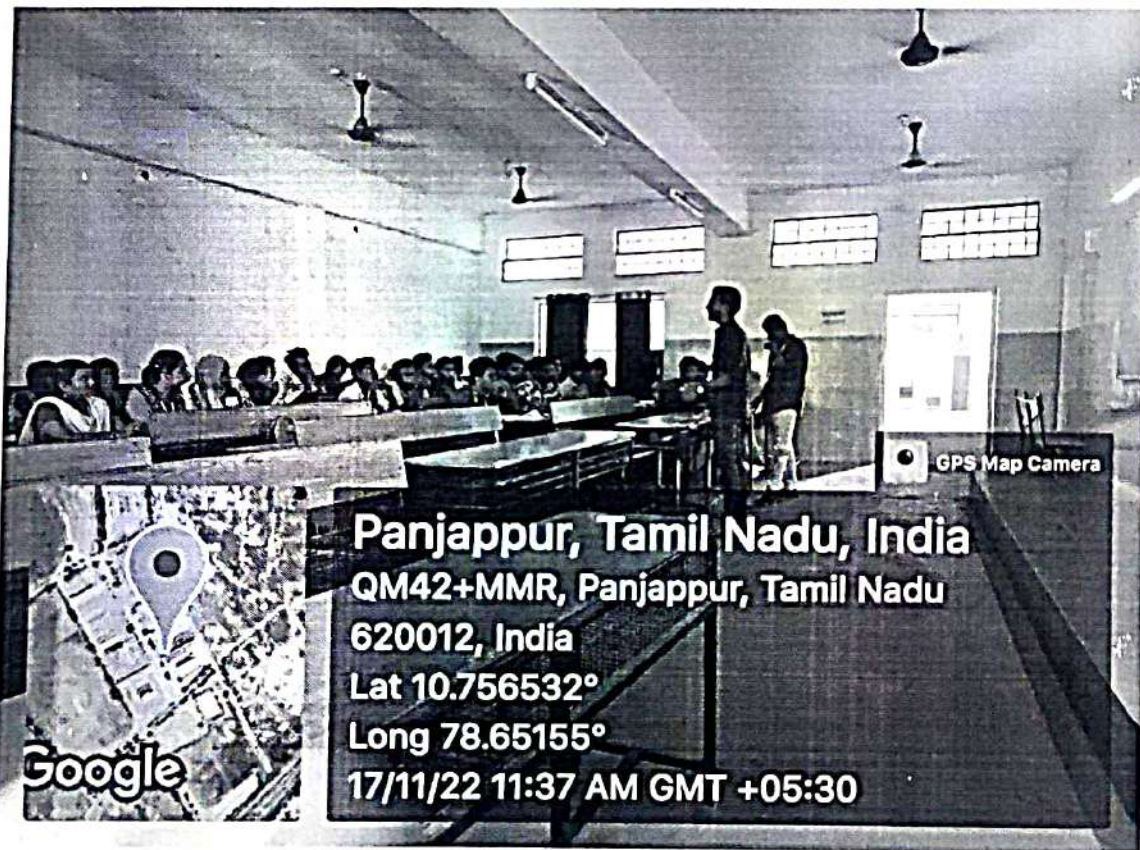 GPS Map Camera
Panjappur, Tamil Nadu, India
QM42+MMR, Panjappur, Tamil Nadu
620012, India
Lat 10.756532°
Long 78.65155°
17/11/22 11:37 AM GMT +05:30
Google